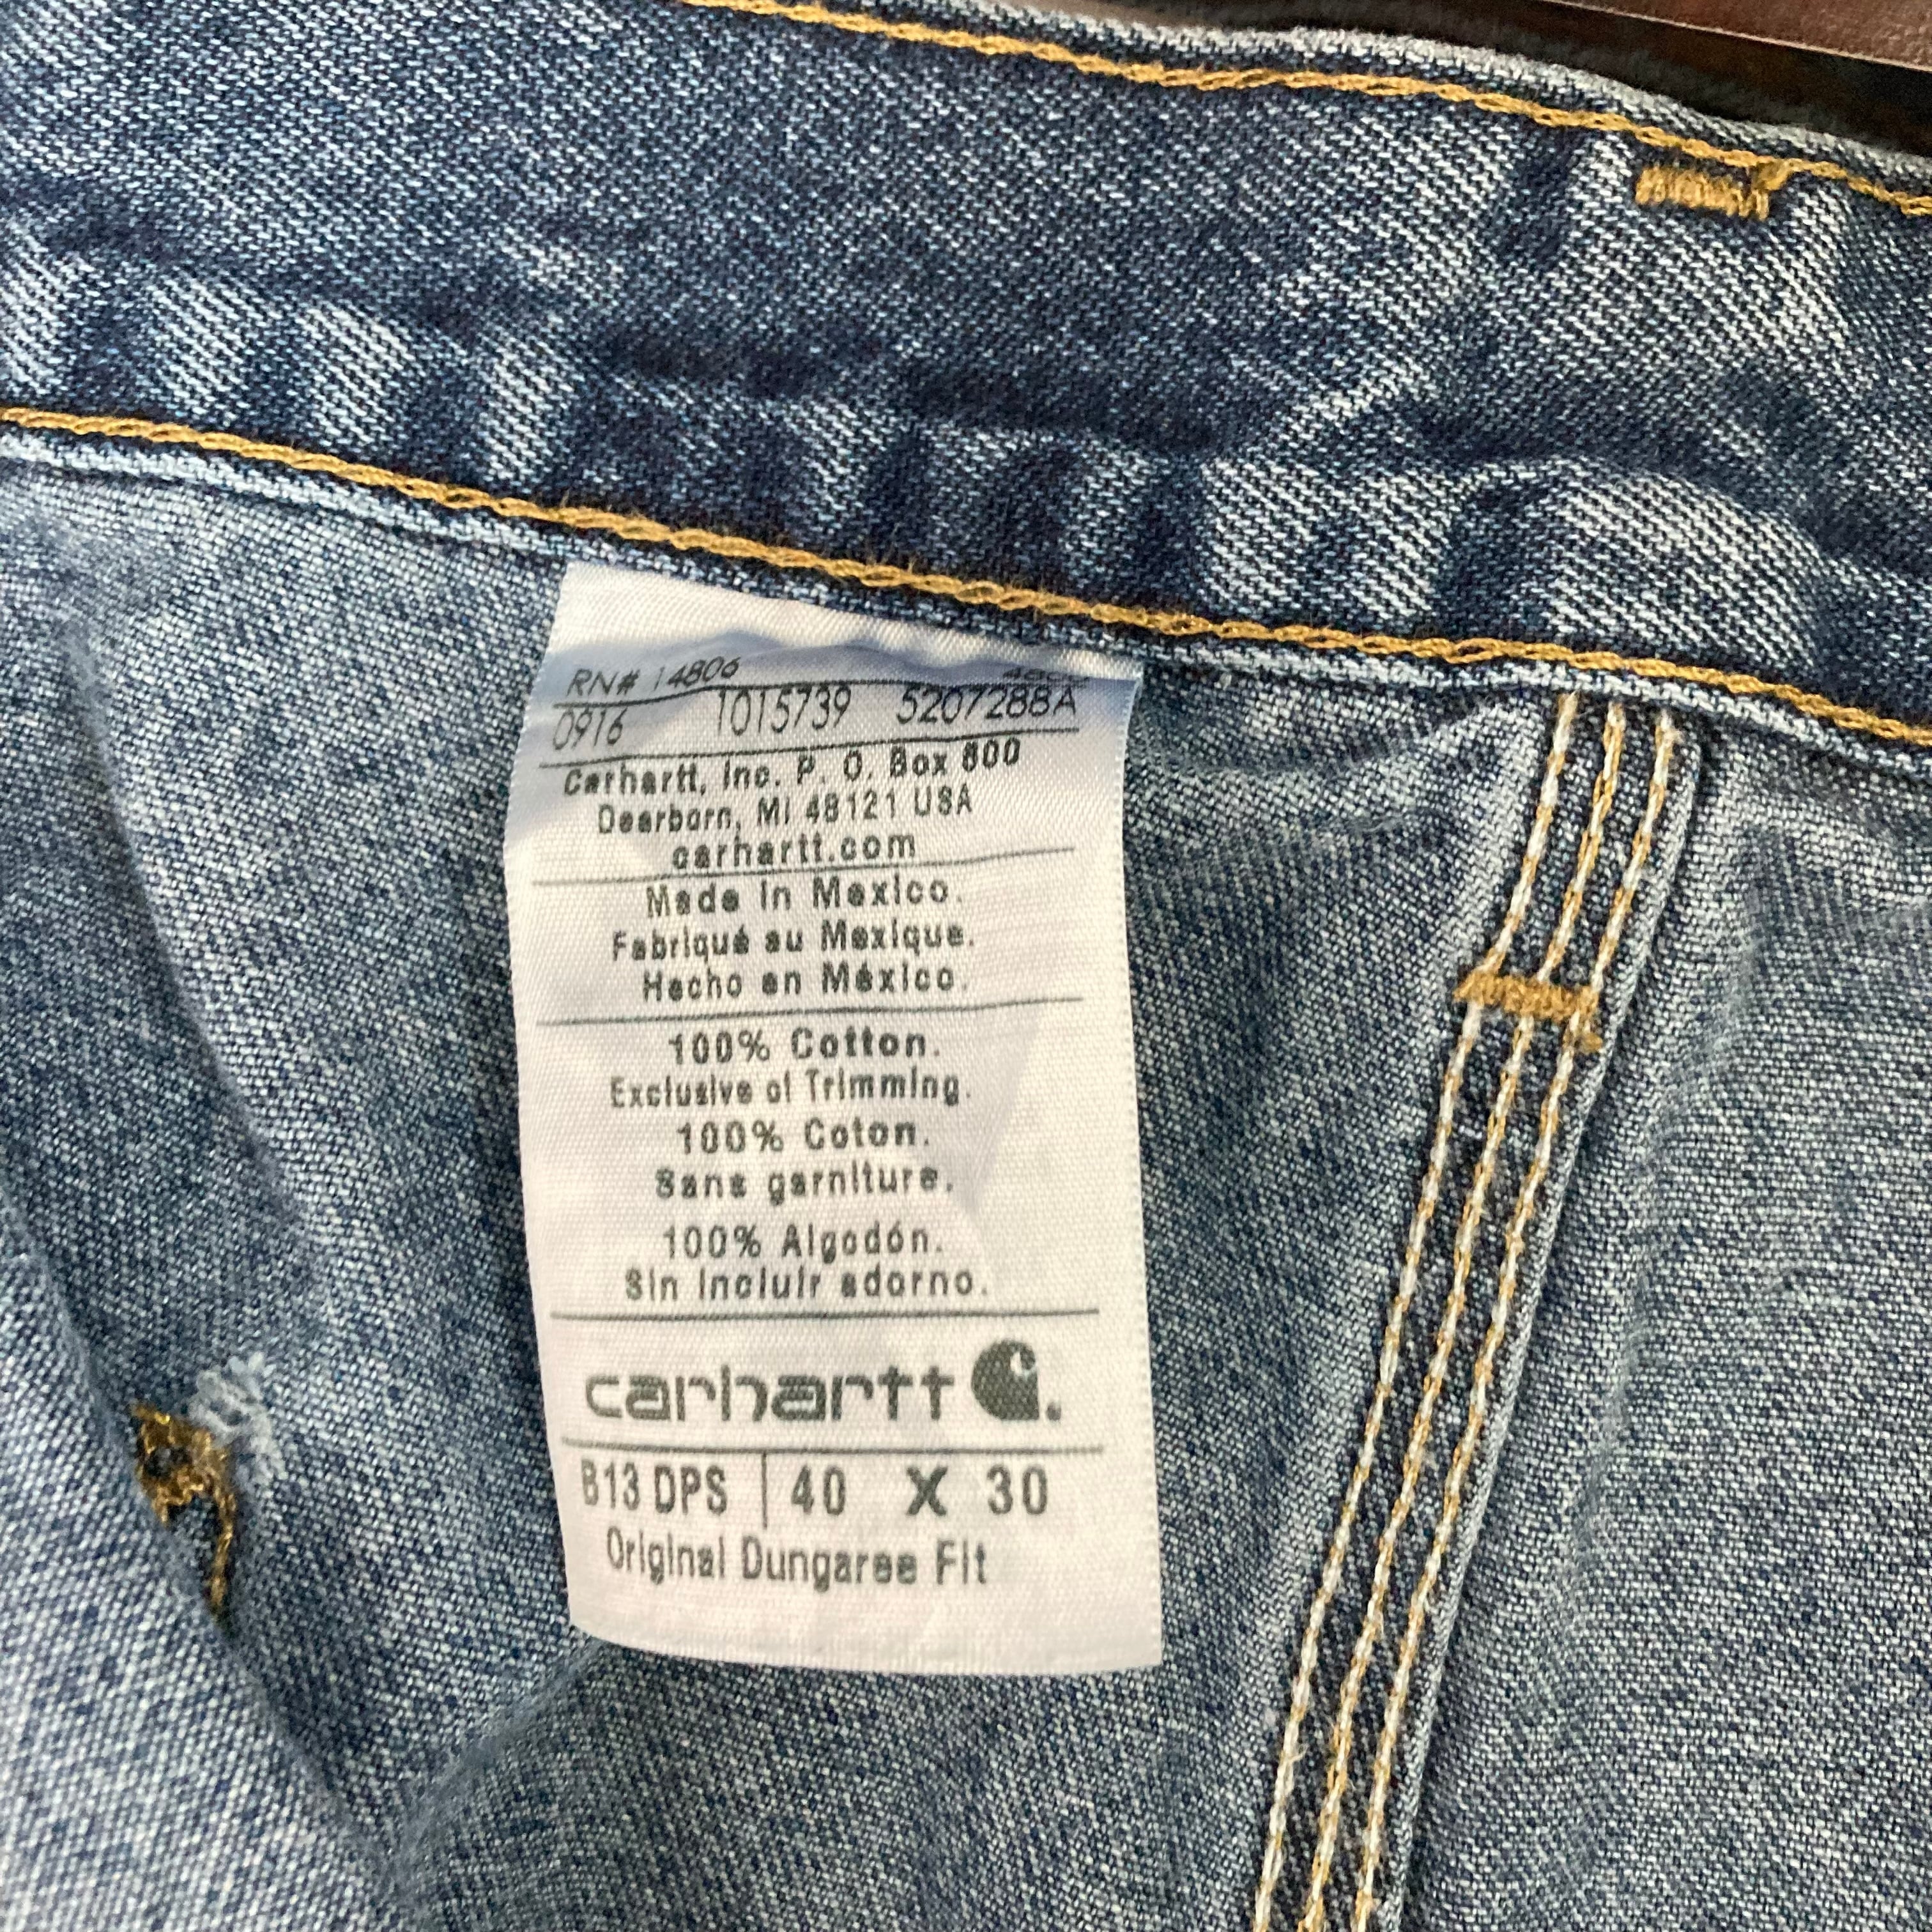 RN# 14806
0916 1015739 5207288A
Carhartt, Inc. P. O. Box 600
Dearborn, MI 48121 USA
carhartt.com
Made in Mexico.
Fabriqué au Mexique.
Hecho en México.
100% Cotton.
Exclusive of Trimming.
100% Coton.
Sans garniture.
100% Algodón.
Sin incluir adorno.
carhartt
B13 DPS 40 X 30
Original Dungaree Fit